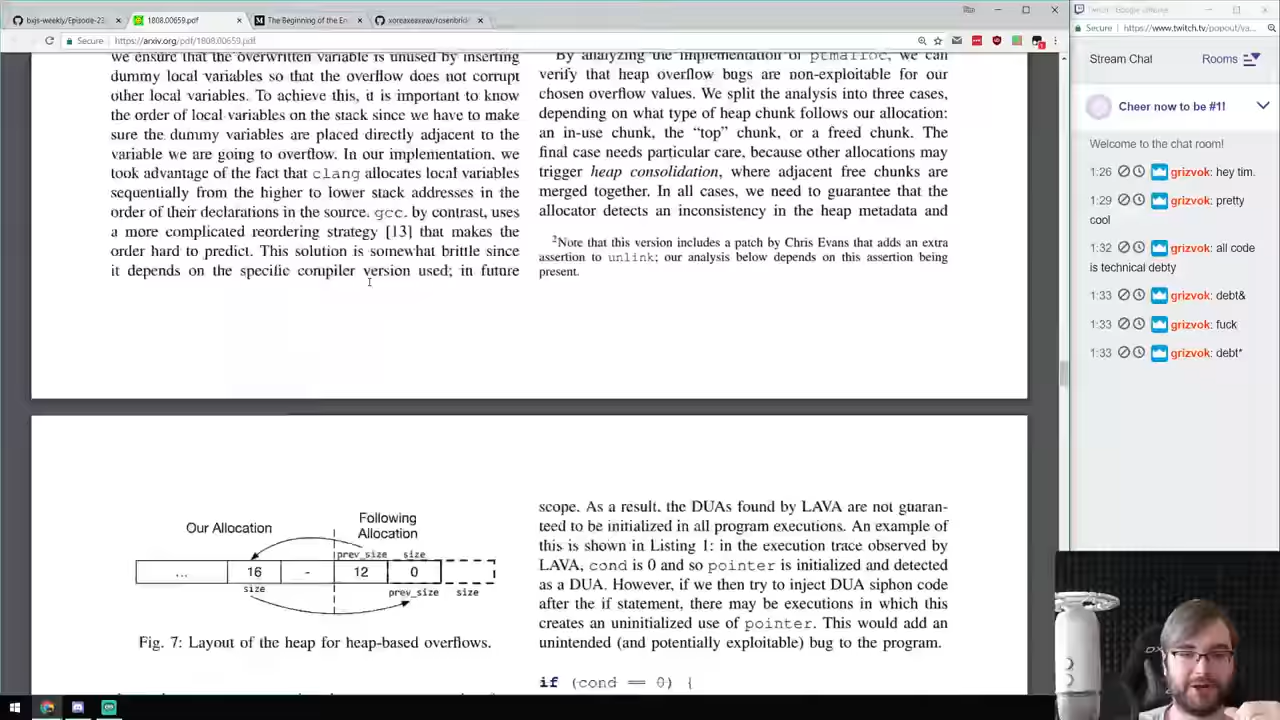 bxjs-weekly/Episode-23
1808.00659.pdf
The Beginning of the En
xoreaxeaxeax/rosenbridg
Secure
https://arxiv.org/pdf/1808.00659.pdf
we ensure that the overwritten variable is unused by inserting
dummy local variables so that the overflow does not corrupt
other local variables. To achieve this, it is important to know
the order of local variables on the stack since we have to make
sure the dummy variables are placed directly adjacent to the
variable we are going to overflow. In our implementation, we
took advantage of the fact that clang allocates local variables
sequentially from the higher to lower stack addresses in the
order of their declarations in the source. gcc. by contrast, uses
a more complicated reordering strategy [13] that makes the
order hard to predict. This solution is somewhat brittle since
it depends on the specific compiler version used; in future
By analyzing the implementation of ptmalloc, we can
verify that heap overflow bugs are non-exploitable for our
chosen overflow values. We split the analysis into three cases,
depending on what type of heap chunk follows our allocation:
an in-use chunk, the “top” chunk, or a freed chunk. The
final case needs particular care, because other allocations may
trigger heap consolidation, where adjacent free chunks are
merged together. In all cases, we need to guarantee that the
allocator detects an inconsistency in the heap metadata and
2Note that this version includes a patch by Chris Evans that adds an extra
assertion to unlink; our analysis below depends on this assertion being
present.
Our Allocation
Following
Allocation
prev_size size
... 16 - 12 0
size prev_size size
Fig. 7: Layout of the heap for heap-based overflows.
scope. As a result, the DUAs found by LAVA are not guaran-
teed to be initialized in all program executions. An example of
this is shown in Listing 1: in the execution trace observed by
LAVA, cond is 0 and so pointer is initialized and detected
as a DUA. However, if we then try to inject DUA siphon code
after the if statement, there may be executions in which this
creates an uninitialized use of pointer. This would add an
unintended (and potentially exploitable) bug to the program.
if (cond == 0) {
Twitch - Google Chrome
Secure
https://www.twitch.tv/popout/va...
Stream Chat
Rooms
Cheer now to be #1!
Welcome to the chat room!
1:26 grizvok: hey tim.
1:29 grizvok: pretty
cool
1:32 grizvok: all code
is technical debty
1:33 grizvok: debt&
1:33 grizvok: fuck
1:33 grizvok: debt*